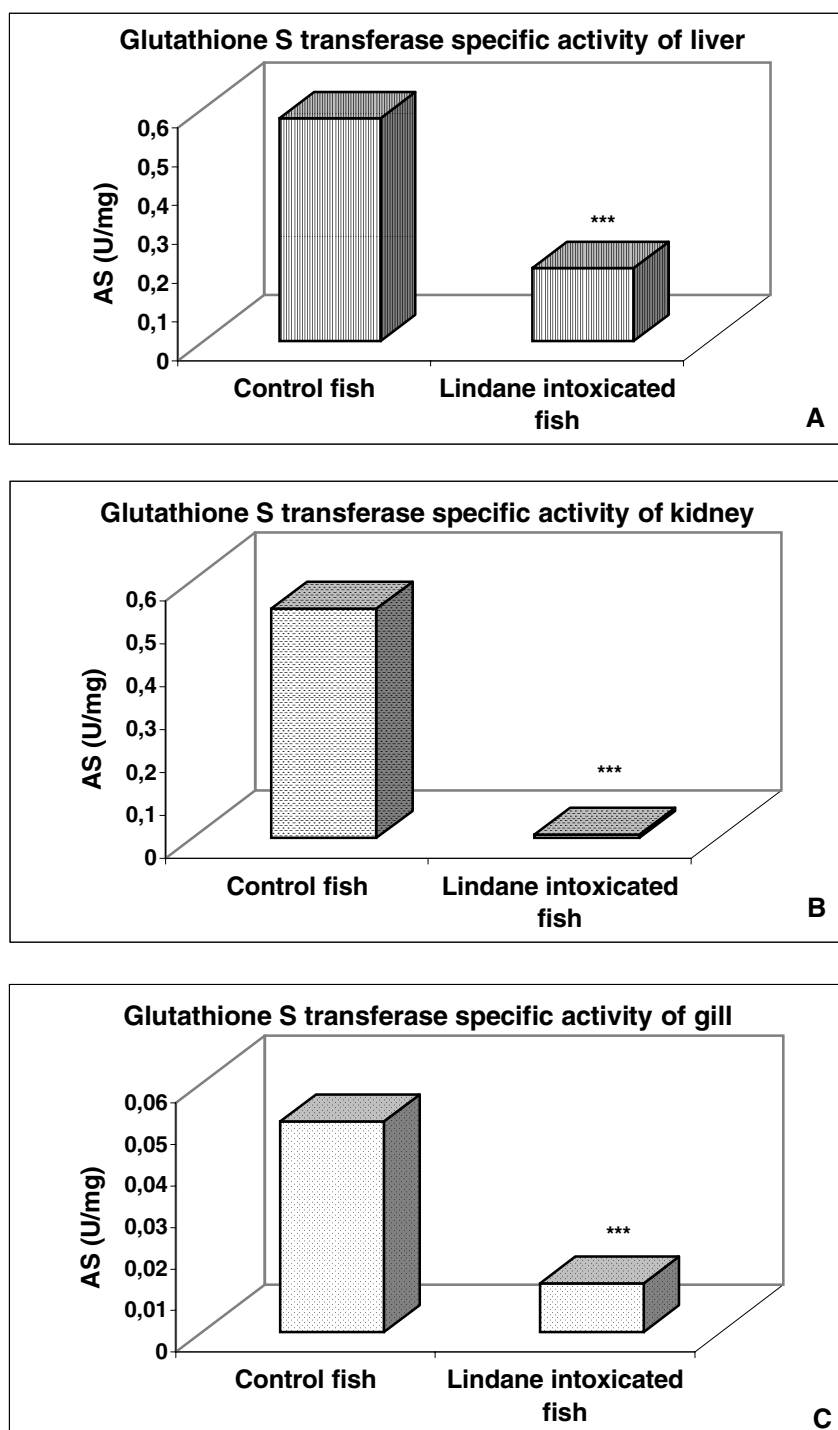 Glutathione S transferase specific activity of liver
AS (U/mg)
0,6
0,5
0,4
0,3
0,2
0,1
0
***
Control fish
Lindane intoxicated
fish
A
Glutathione S transferase specific activity of kidney
AS (U/mg)
0,6
0,5
0,4
0,3
0,2
0,1
0
***
Control fish
Lindane intoxicated
fish
B
Glutathione S transferase specific activity of gill
AS (U/mg)
0,06
0,05
0,04
0,03
0,02
0,01
0
***
Control fish
Lindane intoxicated
fish
C